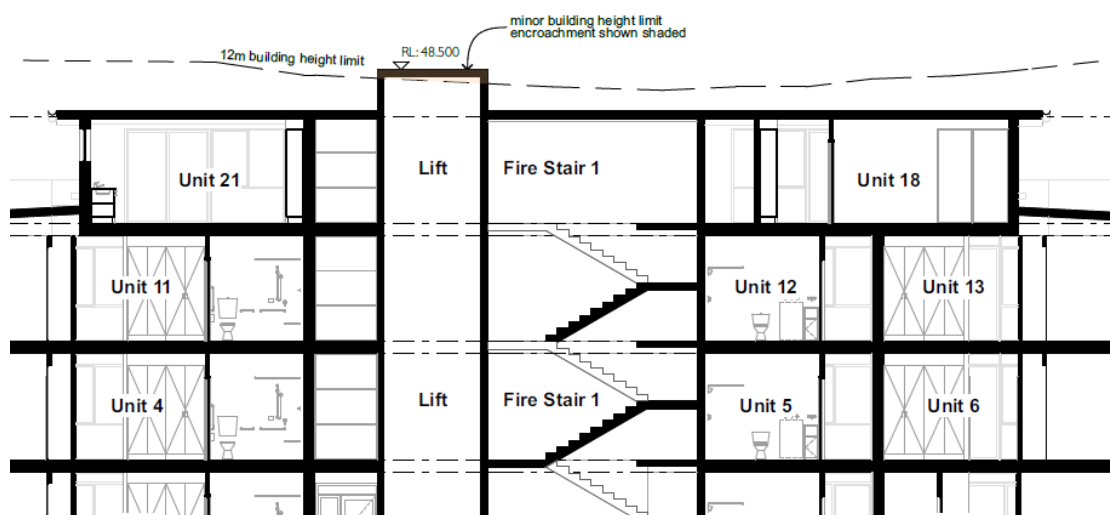 minor building height limit
encroachment shown shaded
RL: 48.500
12m building height limit
Unit 21
Lift
Fire Stair 1
Unit 18
Unit 11
Unit 12
Unit 13
Unit 4
Lift
Fire Stair 1
Unit 5
Unit 6